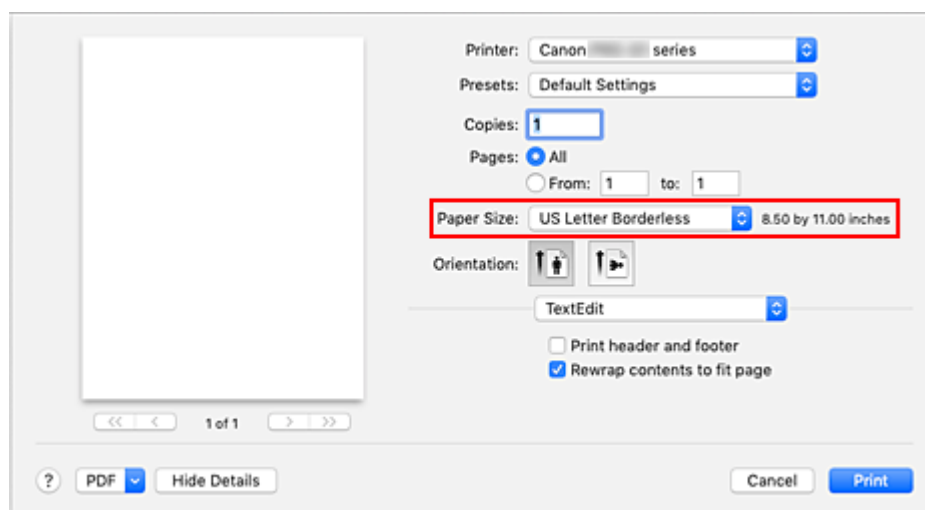 Printer: Canon series
Presets: Default Settings
Copies: 1
Pages: All
From: 1 to: 1
Paper Size: US Letter Borderless 8.50 by 11.00 inches
Orientation:
TextEdit
Print header and footer
Rewrap contents to fit page
<< < 1 of 1 > >>
? PDF Hide Details Cancel Print